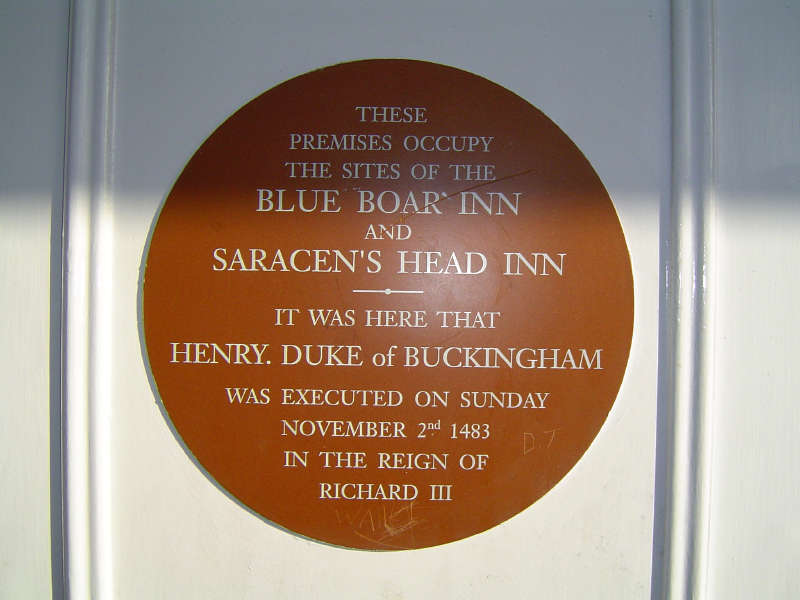 THESE
PREMISES OCCUPY
THE SITES OF THE
BLUE BOAR INN
AND
SARACEN'S HEAD INN
IT WAS HERE THAT
HENRY. DUKE of BUCKINGHAM
WAS EXECUTED ON SUNDAY
NOVEMBER 2nd 1483
D.T
IN THE REIGN OF
RICHARD III